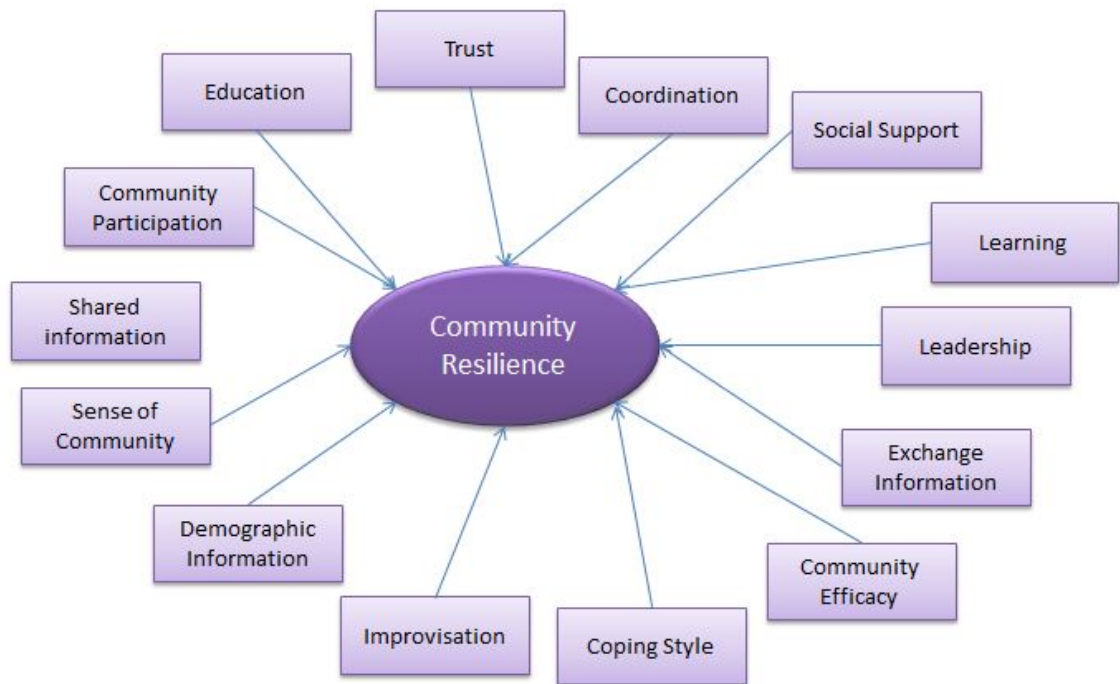 Trust
Education
Coordination
Social Support
Community
Participation
Learning
Shared
information
Community
Resilience
Leadership
Sense of
Community
Exchange
Information
Demographic
Information
Community
Efficacy
Improvisation
Coping Style